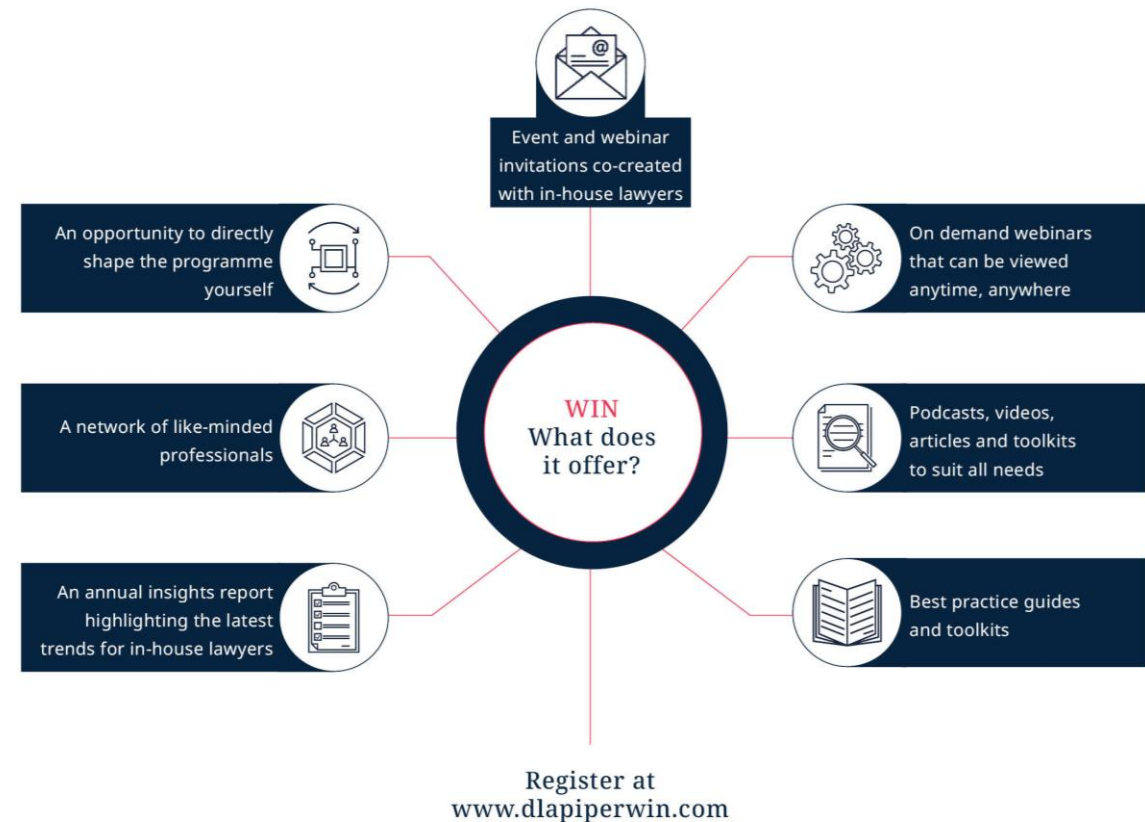 @
Event and webinar
invitations co-created
with in-house lawyers
An opportunity to directly
shape the programme
yourself
On demand webinars
that can be viewed
anytime, anywhere
A network of like-minded
professionals
WIN
What does
it offer?
Podcasts, videos,
articles and toolkits
to suit all needs
An annual insights report
highlighting the latest
trends for in-house lawyers
Best practice guides
and toolkits
Register at
www.dlapiperwin.com